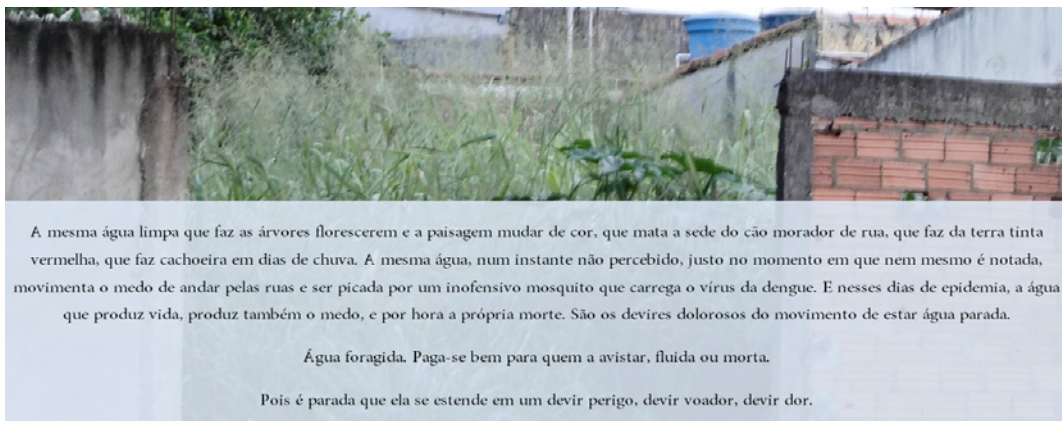 A mesma água limpa que faz as árvores florescerem e a paisagem mudar de cor, que mata a sede do cão morador de rua, que faz da terra tinta
vermelha, que faz cachoeira em dias de chuva. A mesma água, num instante não percebido, justo no momento em que nem mesmo é notada,
movimenta o medo de andar pelas ruas e ser picada por um inofensivo mosquito que carrega o vírus da dengue. E nesses dias de epidemia, a água
que produz vida, produz também o medo, e por hora a própria morte. São os devires dolorosos do movimento de estar água parada.
Água foragida. Paga-se bem para quem a avistar, fluida ou morta.
Pois é parada que ela se estende em um devir perigo, devir voador, devir dor.